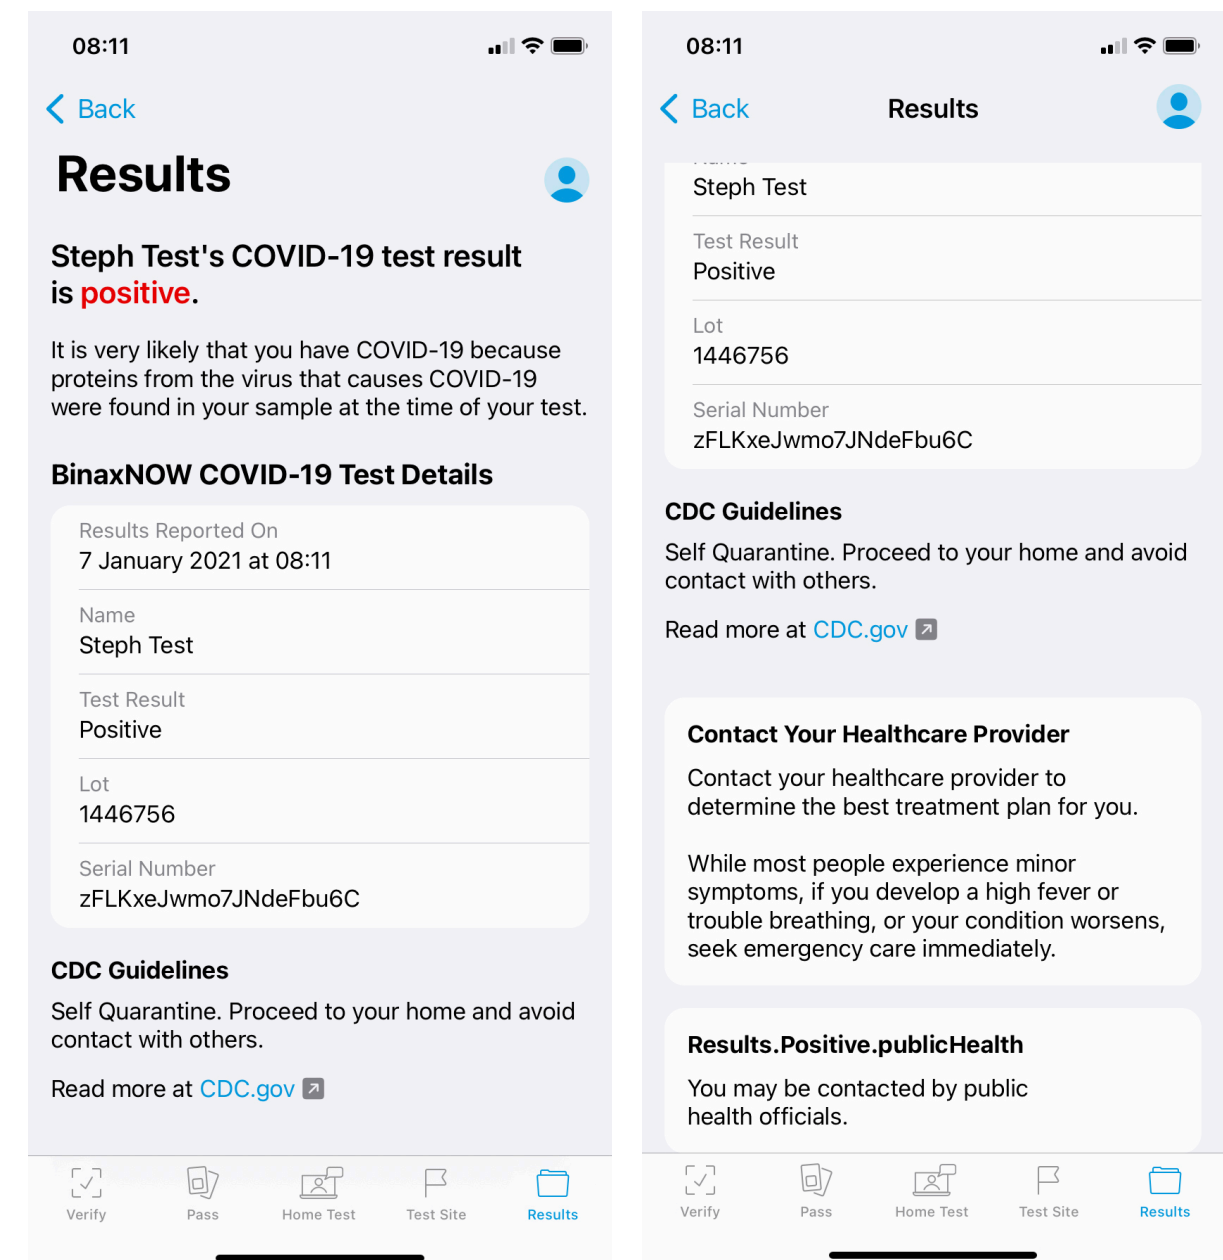 08:11
Back
Results
Steph Test's COVID-19 test result
is positive.
It is very likely that you have COVID-19 because
proteins from the virus that causes COVID-19
were found in your sample at the time of your test.
BinaxNOW COVID-19 Test Details
Results Reported On
7 January 2021 at 08:11
Name
Steph Test
Test Result
Positive
Lot
1446756
Serial Number
zFLKxeJwmo7JNdeFbu6C
CDC Guidelines
Self Quarantine. Proceed to your home and avoid
contact with others.
Read more at CDC.gov
Verify
Pass
Home Test
Test Site
Results
08:11
Back
Results
Name
Steph Test
Test Result
Positive
Lot
1446756
Serial Number
zFLKxeJwmo7JNdeFbu6C
CDC Guidelines
Self Quarantine. Proceed to your home and avoid
contact with others.
Read more at CDC.gov
Contact Your Healthcare Provider
Contact your healthcare provider to
determine the best treatment plan for you.
While most people experience minor
symptoms, if you develop a high fever or
trouble breathing, or your condition worsens,
seek emergency care immediately.
Results.Positive.publicHealth
You may be contacted by public
health officials.
Verify
Pass
Home Test
Test Site
Results